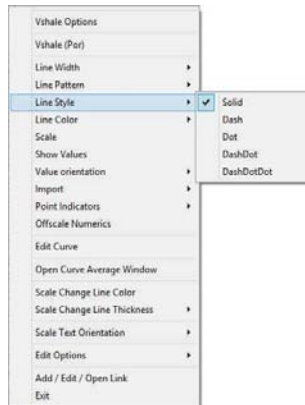 Vshale Options
Vshale (Por)
Line Width
Line Pattern
Line Style
Line Color
Scale
Show Values
Value orientation
Import
Point Indicators
Offscale Numerics
Edit Curve
Open Curve Average Window
Scale Change Line Color
Scale Change Line Thickness
Scale Text Orientation
Edit Options
Add / Edit / Open Link
Exit
Solid
Dash
Dot
DashDot
DashDotDot